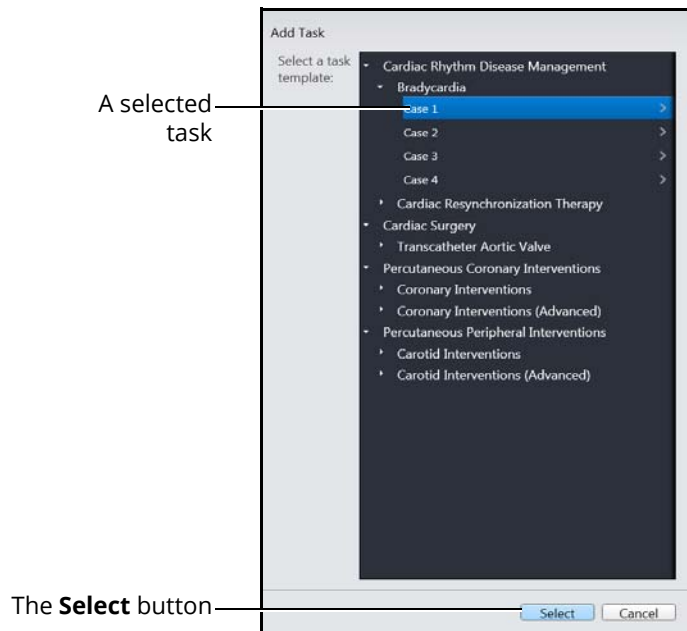 Add Task
Select a task
template:
Cardiac Rhythm Disease Management
Bradycardia
A selected
task
Case 1
Case 2
Case 3
Case 4
Cardiac Resynchronization Therapy
Cardiac Surgery
Transcatheter Aortic Valve
Percutaneous Coronary Interventions
Coronary Interventions
Coronary Interventions (Advanced)
Percutaneous Peripheral Interventions
Carotid Interventions
Carotid Interventions (Advanced)
The Select button
Select
Cancel